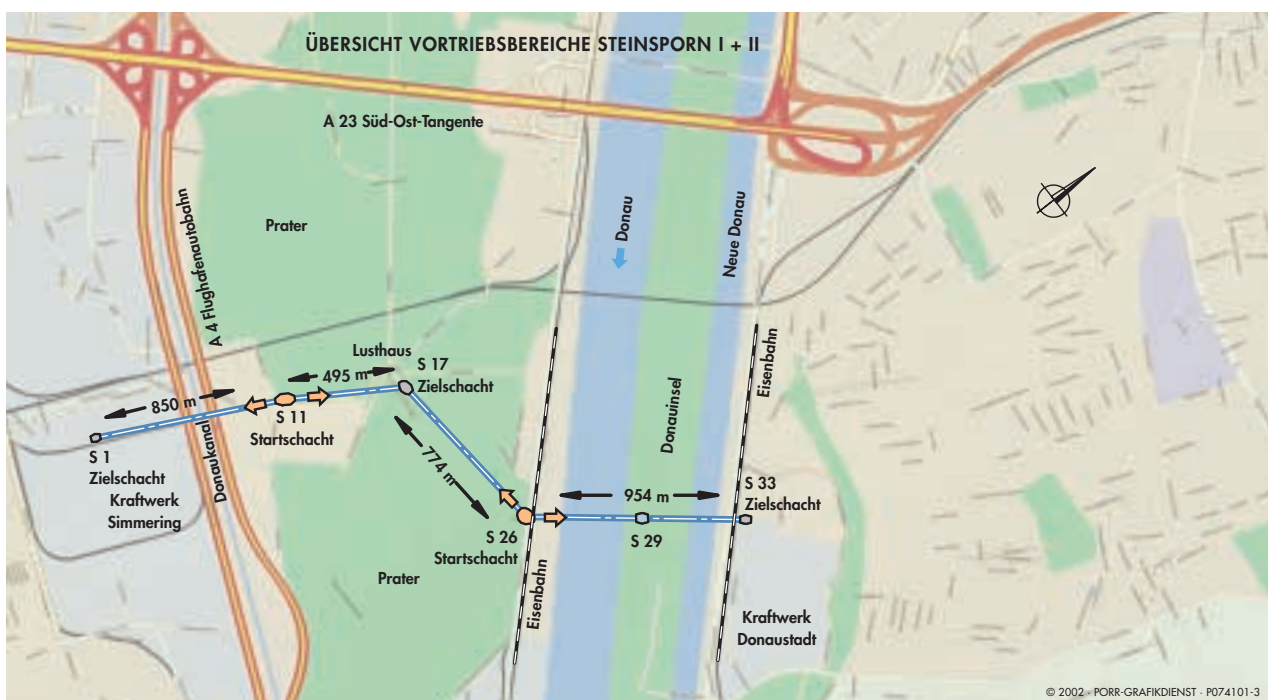 ÜBERSICHT VORTRIEBSBEREICHE STEINSPORN I + II
A 23 Süd-Ost-Tangente
A 4 Flughafenautobahn
Prater
Donau
Neue Donau
Lusthaus
S 17
Zielschacht
495 m
850 m
S 11
Startschacht
S 1
Zielschacht
Kraftwerk
Simmering
Donaukanal
774 m
Donauinsel
Eisenbahn
954 m
S 33
Zielschacht
S 26
Startschacht
S 29
Prater
Eisenbahn
Kraftwerk
Donaustadt
© 2002 · PORR-GRAFIKDIENST · P074101-3